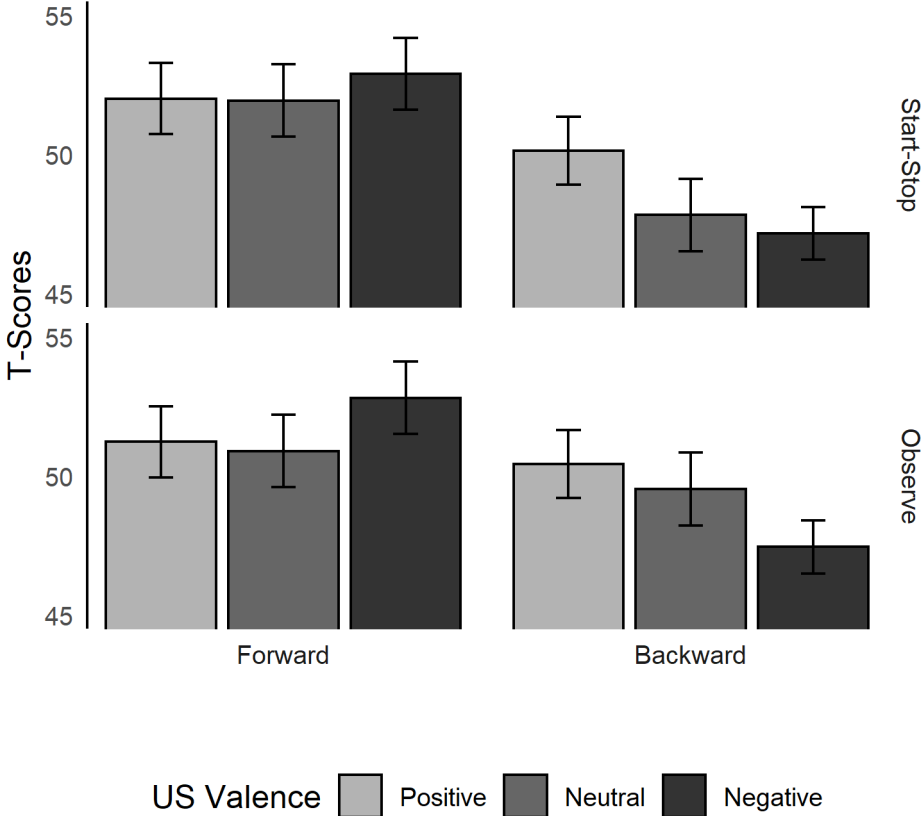 55
50
45
Start-Stop
T-Scores
55
50
45
Observe
Forward Backward
US Valence Positive Neutral Negative